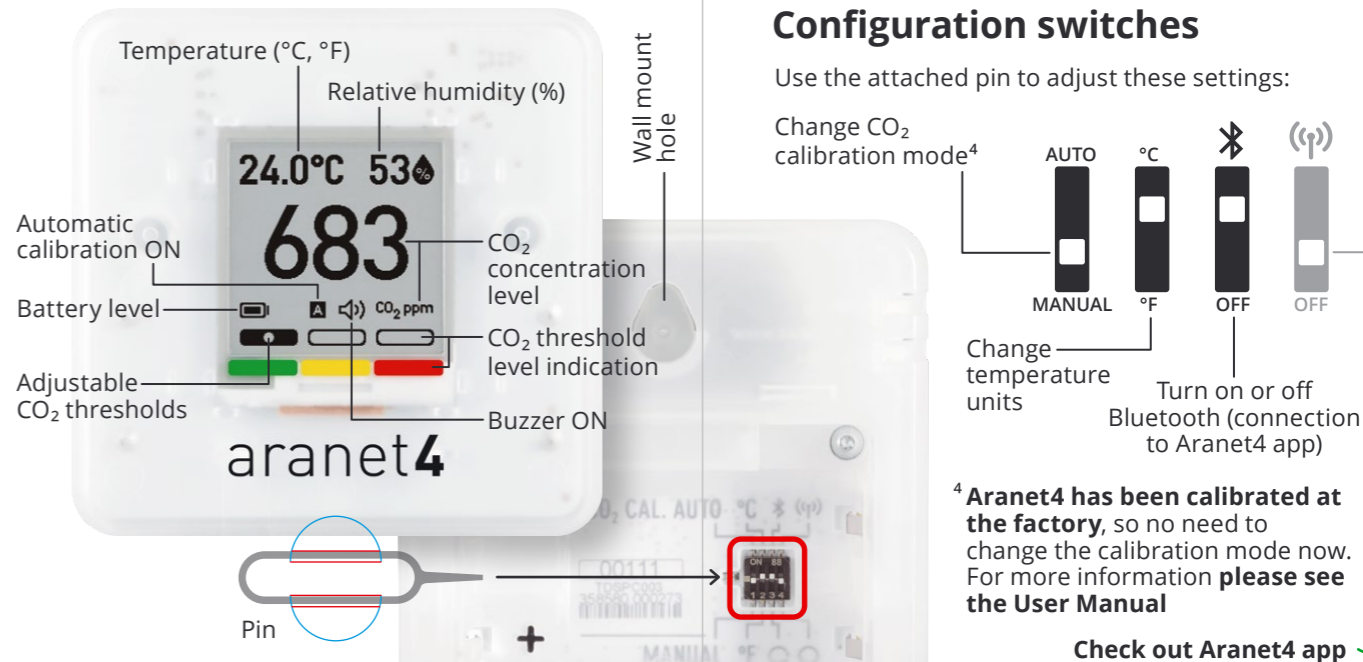 Temperature (°C, °F)
Relative humidity (%)
24.0°C 53%
683
Automatic
calibration ON
Battery level
A CO₂ ppm
CO₂
concentration
level
CO₂ threshold
level indication
Adjustable
CO₂ thresholds
Buzzer ON
aranet4
Pin
Wall mount
hole
CO₂ CAL. AUTO °C
00111
TDSPC003
358580 000273
ON 88
1 2 3 4
+
MANUAL °F
Configuration switches
Use the attached pin to adjust these settings:
Change CO₂
calibration mode⁴
AUTO °C
MANUAL °F OFF OFF
Change
temperature
units
Turn on or off
Bluetooth (connection
to Aranet4 app)
⁴ Aranet4 has been calibrated at
the factory, so no need to
change the calibration mode now.
For more information please see
the User Manual
Check out Aranet4 app